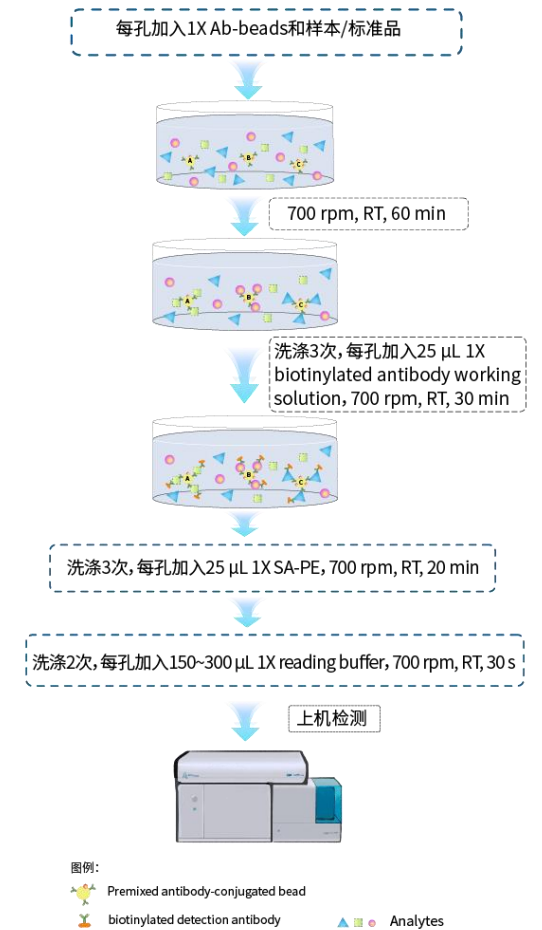 每孔加入1X Ab-beads和样本/标准品
A
B
C
700 rpm, RT, 60 min
A
B
C
洗涤3次，每孔加入25 µL 1X
biotinylated antibody working
solution，700 rpm, RT, 30 min
A
B
C
洗涤3次，每孔加入25 µL 1X SA-PE，700 rpm, RT, 20 min
洗涤2次，每孔加入150~300 µL 1X reading buffer，700 rpm, RT, 30 s
上机检测
图例：
Premixed antibody-conjugated bead
biotinylated detection antibody
Analytes